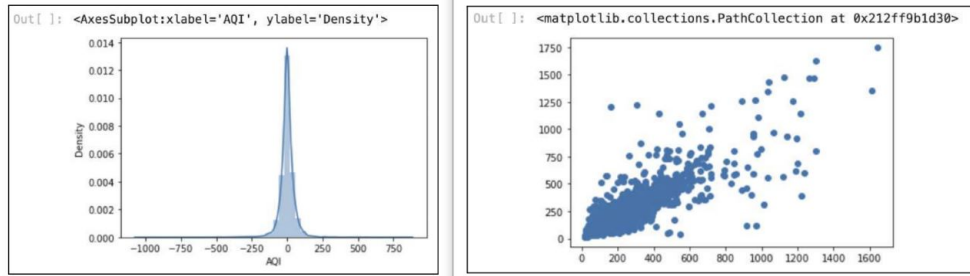 Out[ ]: <AxesSubplot:xlabel='AQI', ylabel='Density'>
0.014
0.012
0.010
0.008
0.006
0.004
0.002
0.000
Density
−1000 −750 −500 −250 0 250 500 750
AQI
Out[ ]: <matplotlib.collections.PathCollection at 0x212ff9b1d30>
1750
1500
1250
1000
750
500
250
0
0 200 400 600 800 1000 1200 1400 1600